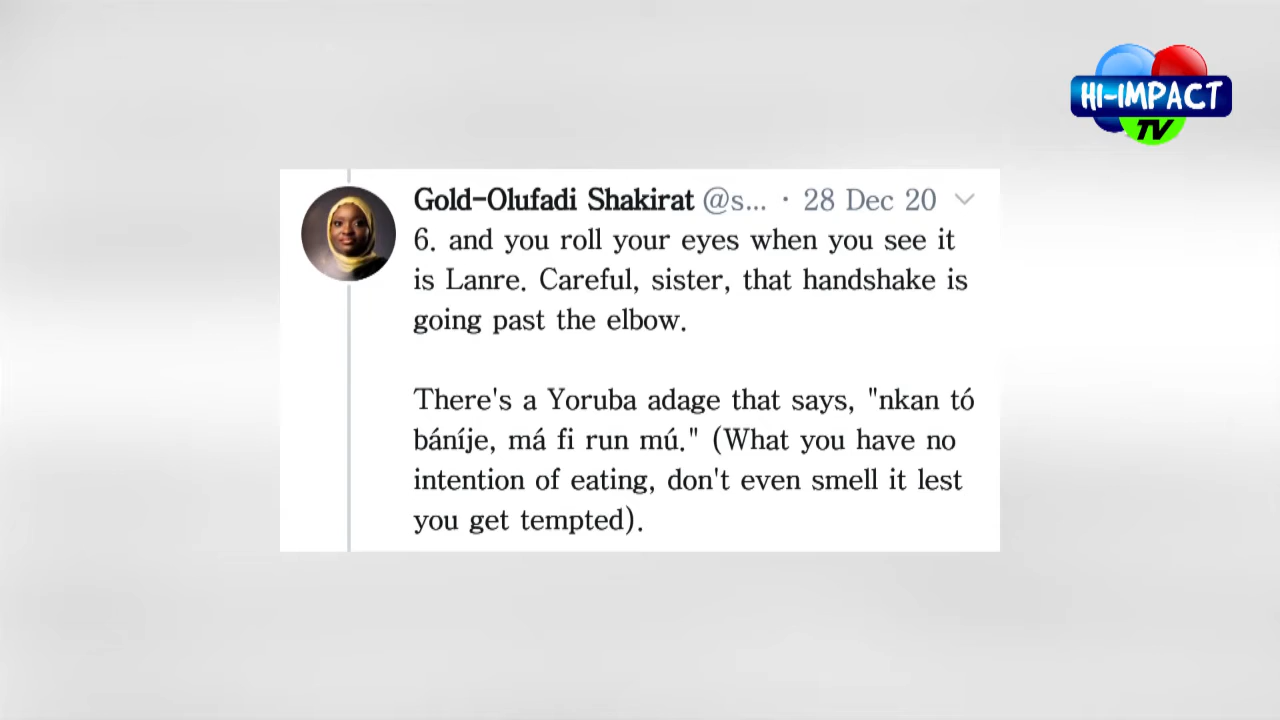 HI-IMPACT
TV
Gold-Olufadi Shakirat @s... · 28 Dec 20
6. and you roll your eyes when you see it
is Lanre. Careful, sister, that handshake is
going past the elbow.
There's a Yoruba adage that says, "nkan tó
báníje, má fi run mú." (What you have no
intention of eating, don't even smell it lest
you get tempted).